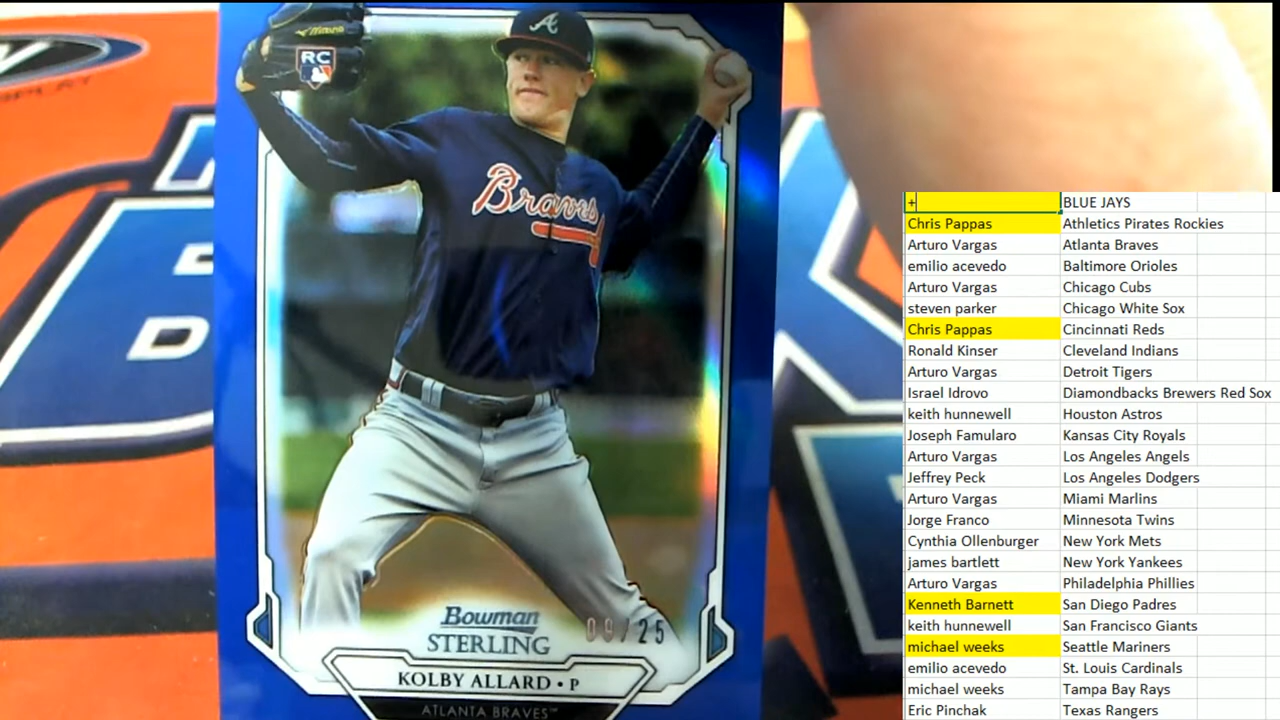 PLAY
A
Mizuno
RC
Braves
D
Bowman
STERLING
09/25
KOLBY ALLARD • P
ATLANTA BRAVES™
+ BLUE JAYS
Chris Pappas Athletics Pirates Rockies
Arturo Vargas Atlanta Braves
emilio acevedo Baltimore Orioles
Arturo Vargas Chicago Cubs
steven parker Chicago White Sox
Chris Pappas Cincinnati Reds
Ronald Kinser Cleveland Indians
Arturo Vargas Detroit Tigers
Israel Idrovo Diamondbacks Brewers Red Sox
keith hunnewell Houston Astros
Joseph Famularo Kansas City Royals
Arturo Vargas Los Angeles Angels
Jeffrey Peck Los Angeles Dodgers
Arturo Vargas Miami Marlins
Jorge Franco Minnesota Twins
Cynthia Ollenburger New York Mets
james bartlett New York Yankees
Arturo Vargas Philadelphia Phillies
Kenneth Barnett San Diego Padres
keith hunnewell San Francisco Giants
michael weeks Seattle Mariners
emilio acevedo St. Louis Cardinals
michael weeks Tampa Bay Rays
Eric Pinchak Texas Rangers